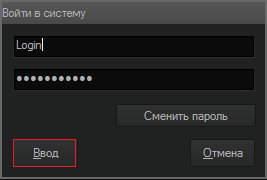 Войти в систему
Login
•••••••••••
Сменить пароль
Ввод
Отмена